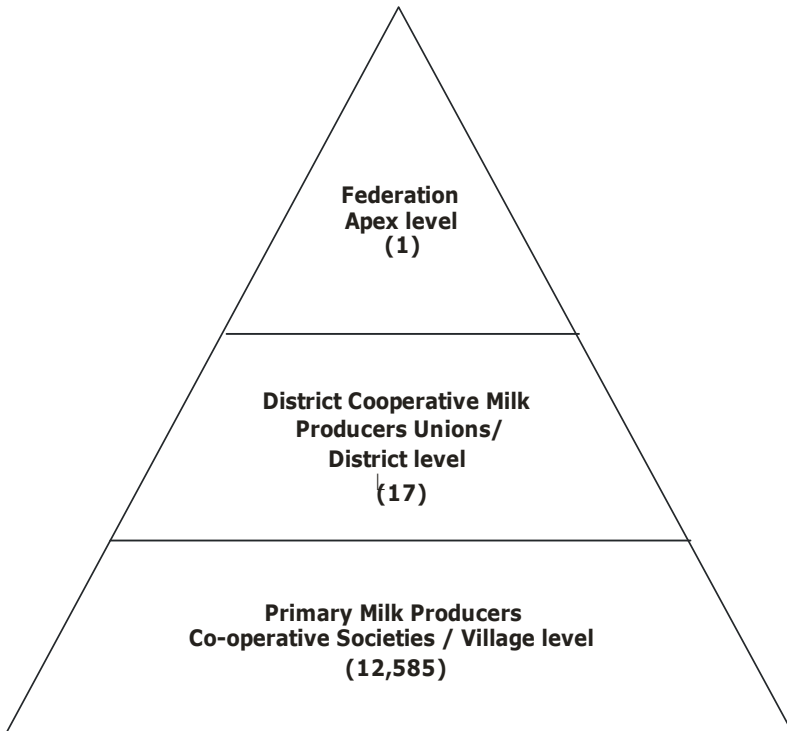 Federation
Apex level
(1)
District Cooperative Milk
Producers Unions/
District level
(17)
Primary Milk Producers
Co-operative Societies / Village level
(12,585)